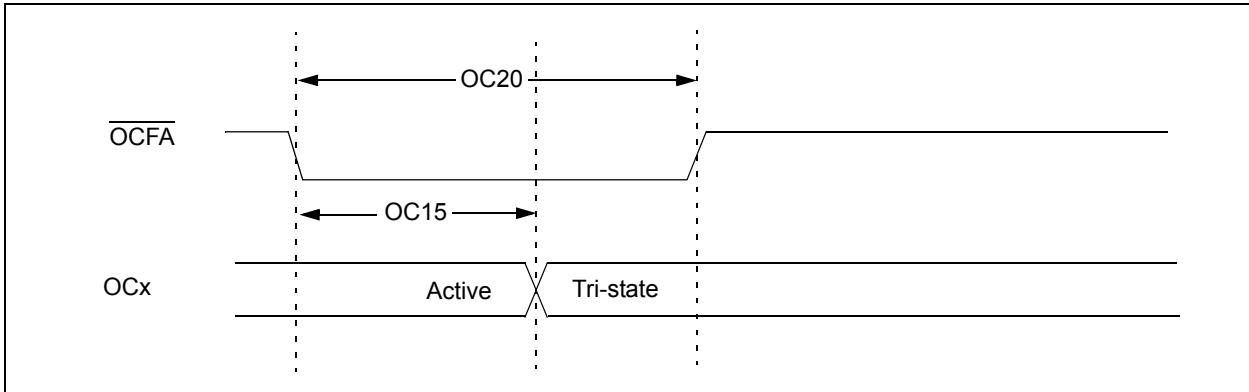 OC20
OCFA
OC15
OCx
Active
Tri-state